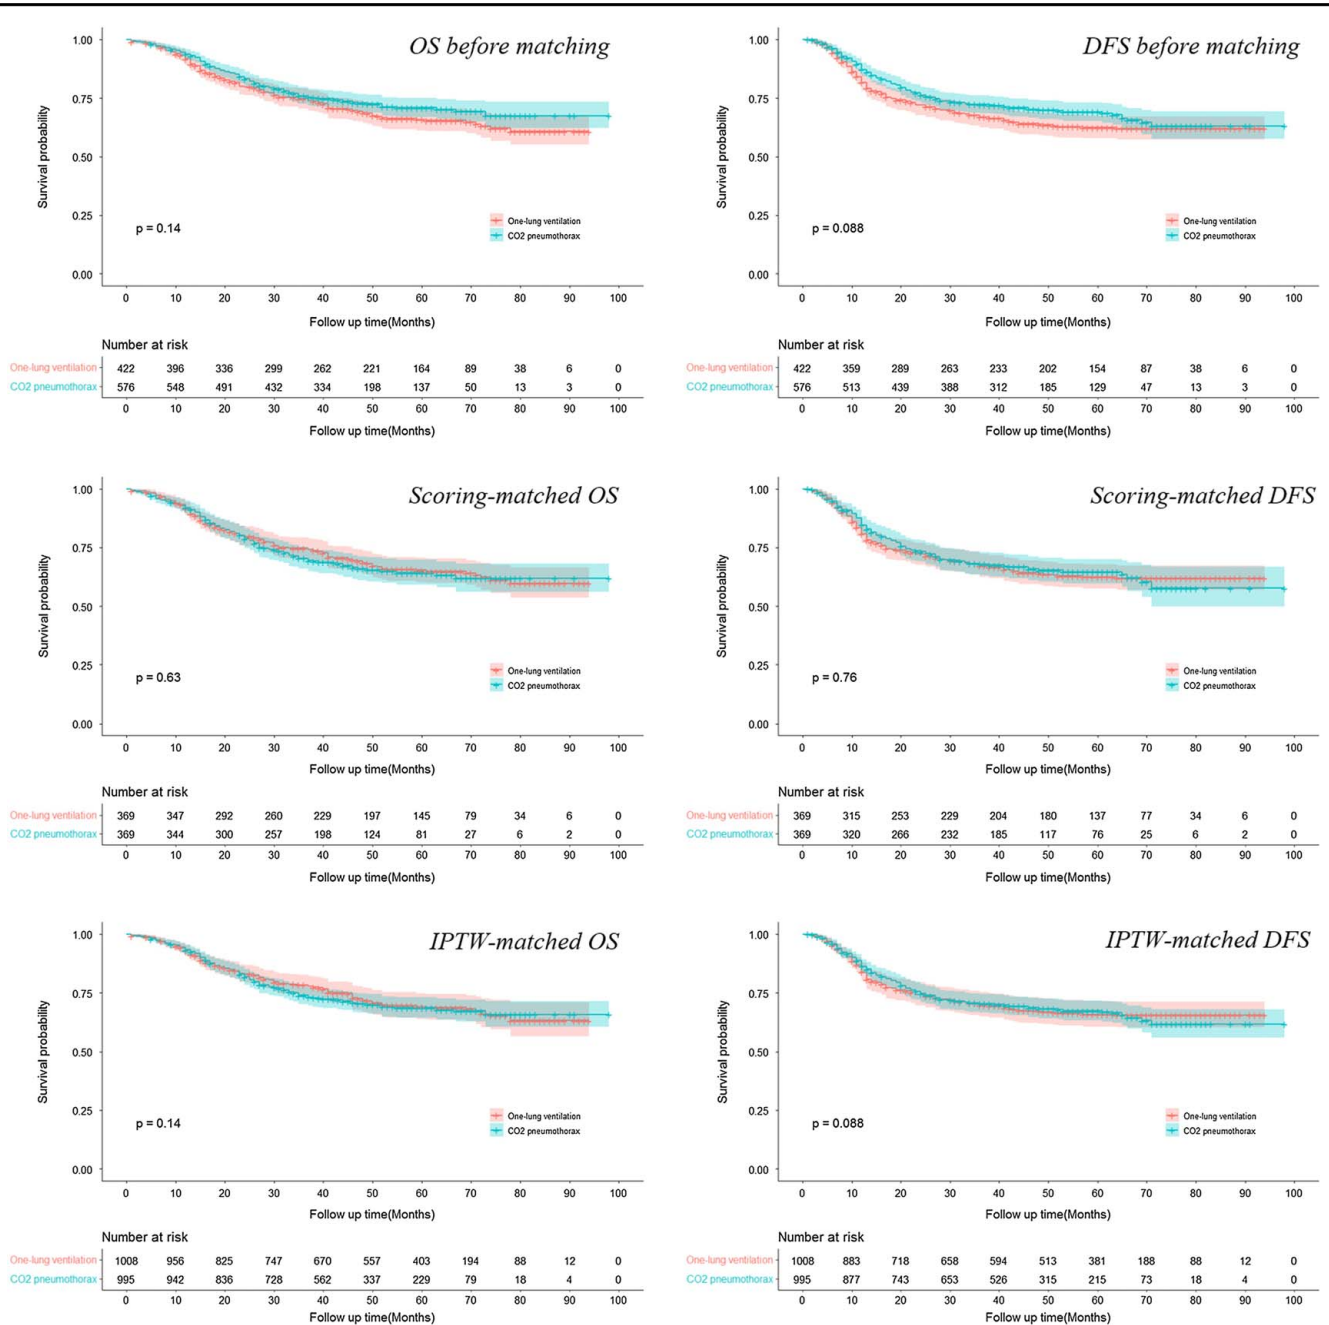 OS before matching
1.00
0.75
0.50
0.25
0.00
Survival probability
p = 0.14
One-lung ventilation
CO2 pneumothorax
0 10 20 30 40 50 60 70 80 90 100
Follow up time(Months)
Number at risk
One-lung ventilation 422 396 336 299 262 221 164 89 38 6 0
CO2 pneumothorax 576 548 491 432 334 198 137 50 13 3 0
0 10 20 30 40 50 60 70 80 90 100
Follow up time(Months)
DFS before matching
1.00
0.75
0.50
0.25
0.00
Survival probability
p = 0.088
One-lung ventilation
CO2 pneumothorax
0 10 20 30 40 50 60 70 80 90 100
Follow up time(Months)
Number at risk
One-lung ventilation 422 359 289 263 233 202 154 87 38 6 0
CO2 pneumothorax 576 513 439 388 312 185 129 47 13 3 0
0 10 20 30 40 50 60 70 80 90 100
Follow up time(Months)
Scoring-matched OS
1.00
0.75
0.50
0.25
0.00
Survival probability
p = 0.63
One-lung ventilation
CO2 pneumothorax
0 10 20 30 40 50 60 70 80 90 100
Follow up time(Months)
Number at risk
One-lung ventilation 369 347 292 260 229 197 145 79 34 6 0
CO2 pneumothorax 369 344 300 257 198 124 81 27 6 2 0
0 10 20 30 40 50 60 70 80 90 100
Follow up time(Months)
Scoring-matched DFS
1.00
0.75
0.50
0.25
0.00
Survival probability
p = 0.76
One-lung ventilation
CO2 pneumothorax
0 10 20 30 40 50 60 70 80 90 100
Follow up time(Months)
Number at risk
One-lung ventilation 369 315 253 229 204 180 137 77 34 6 0
CO2 pneumothorax 369 320 266 232 185 117 76 25 6 2 0
0 10 20 30 40 50 60 70 80 90 100
Follow up time(Months)
IPTW-matched OS
1.00
0.75
0.50
0.25
0.00
Survival probability
p = 0.14
One-lung ventilation
CO2 pneumothorax
0 10 20 30 40 50 60 70 80 90 100
Follow up time(Months)
Number at risk
One-lung ventilation 1008 956 825 747 670 557 403 194 88 12 0
CO2 pneumothorax 995 942 836 728 562 337 229 79 18 4 0
0 10 20 30 40 50 60 70 80 90 100
Follow up time(Months)
IPTW-matched DFS
1.00
0.75
0.50
0.25
0.00
Survival probability
p = 0.088
One-lung ventilation
CO2 pneumothorax
0 10 20 30 40 50 60 70 80 90 100
Follow up time(Months)
Number at risk
One-lung ventilation 1008 883 718 658 594 513 381 188 88 12 0
CO2 pneumothorax 995 877 743 653 526 315 215 73 18 4 0
0 10 20 30 40 50 60 70 80 90 100
Follow up time(Months)